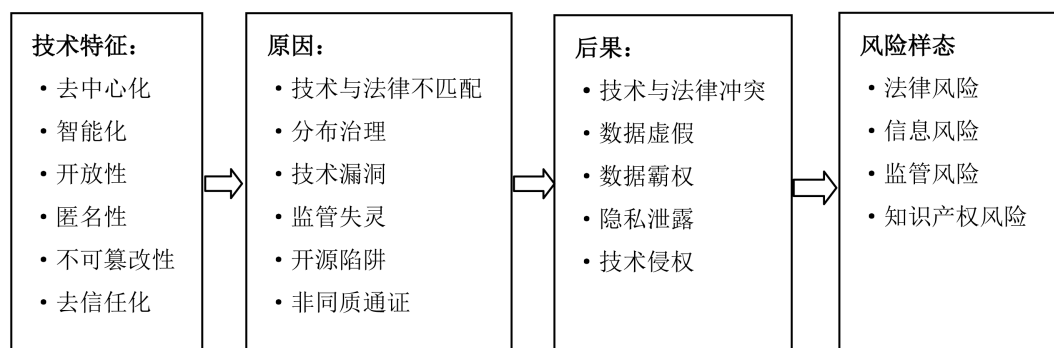 技术特征：
• 去中心化
• 智能化
• 开放性
• 匿名性
• 不可篡改性
• 去信任化
原因：
• 技术与法律不匹配
• 分布治理
• 技术漏洞
• 监管失灵
• 开源陷阱
• 非同质通证
后果：
• 技术与法律冲突
• 数据虚假
• 数据霸权
• 隐私泄露
• 技术侵权
风险样态
• 法律风险
• 信息风险
• 监管风险
• 知识产权风险